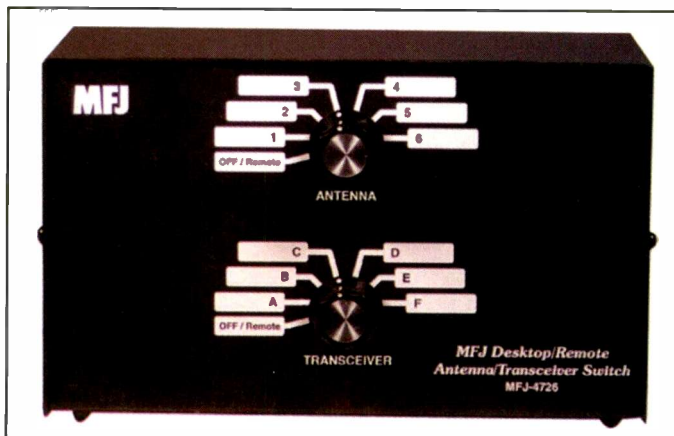 MFJ
3
4
2
5
1
6
OFF / Remote
ANTENNA
C
D
B
E
A
F
OFF / Remote
TRANSCEIVER
MFJ Desktop/Remote
Antenna/Transceiver Switch
MFJ-4726